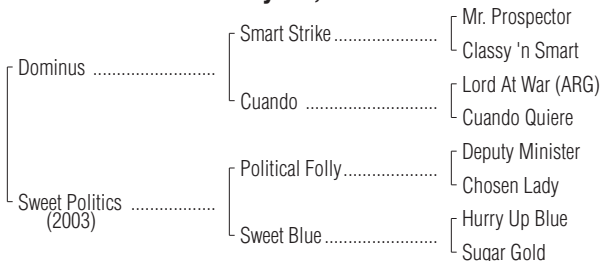 Mr. Prospector
Smart Strike ..........................
Classy 'n Smart
Dominus ..............................
Lord At War (ARG)
Cuando .................................
Cuando Quiere
Deputy Minister
Political Folly.......................
Chosen Lady
Sweet Politics .....................
(2003)
Hurry Up Blue
Sweet Blue ............................
Sugar Gold